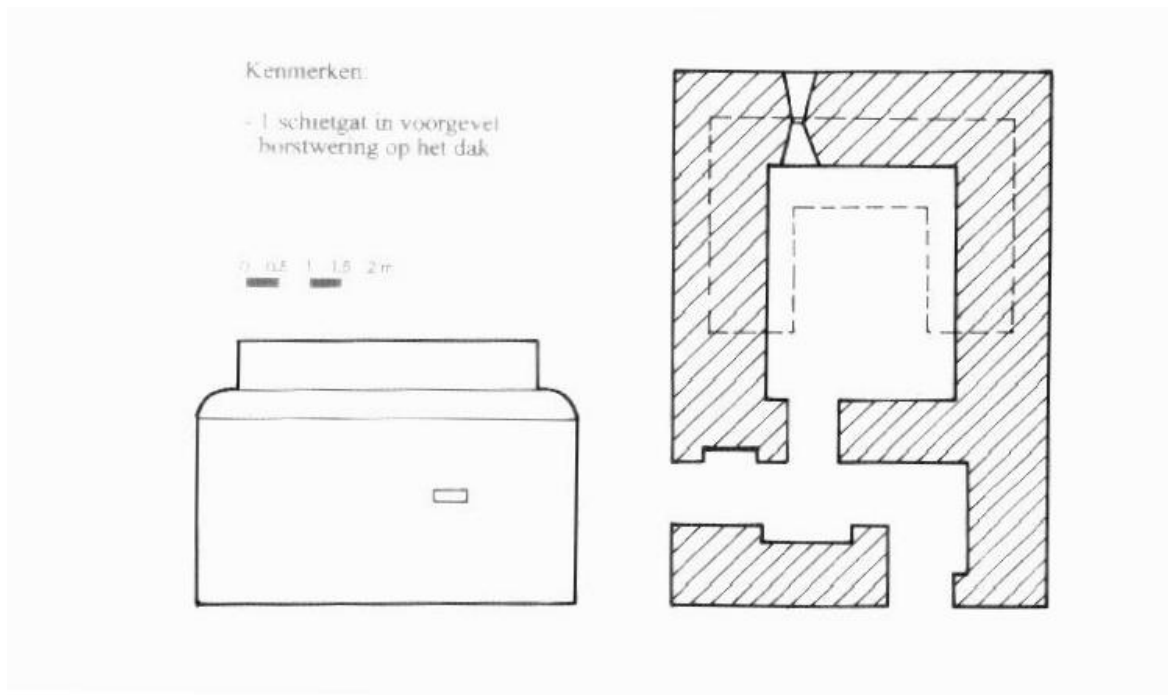 Kenmerken:
- 1 schietgat in voorgevel
borstwering op het dak
0 0.5 1 1.5 2 m